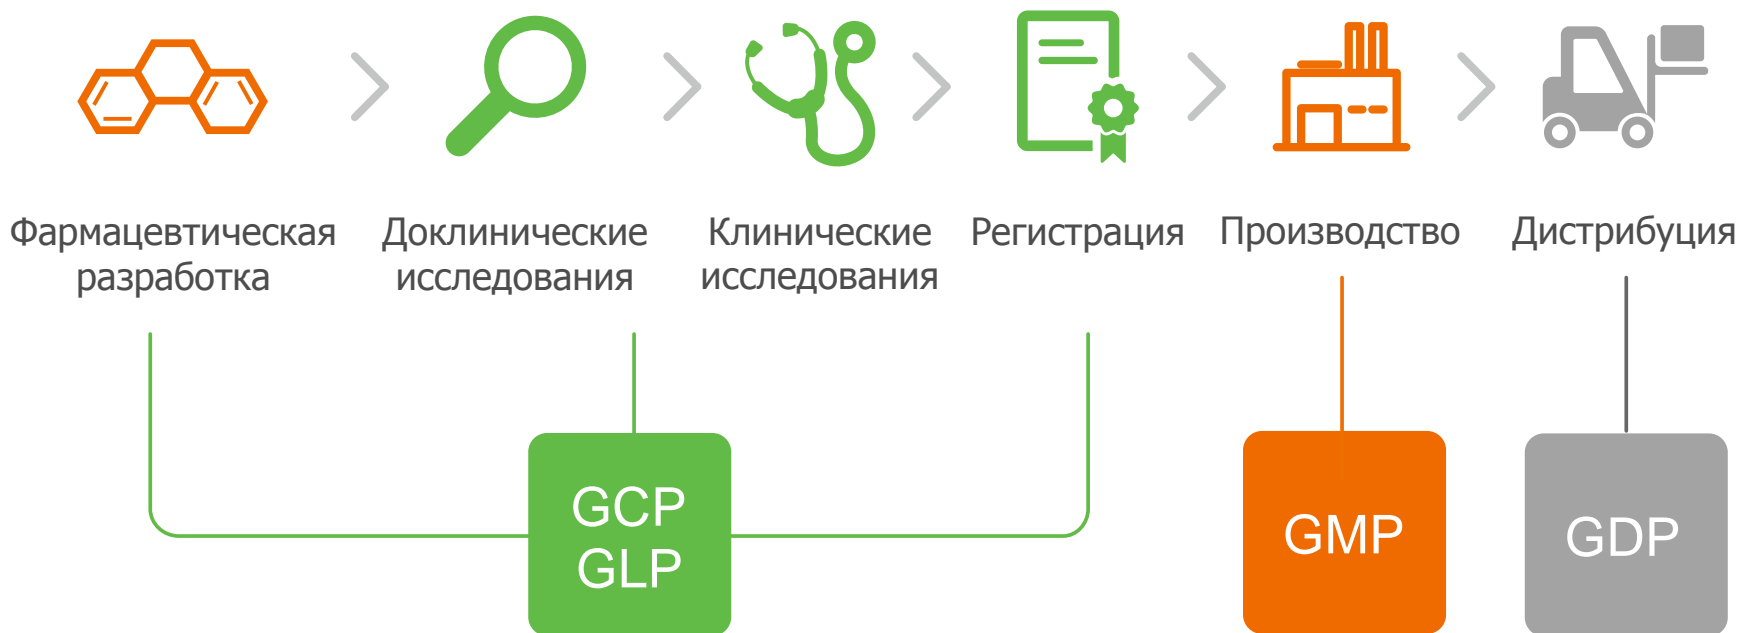 Фармацевтическая
разработка
Доклинические
исследования
Клинические
исследования
Регистрация
Производство
Дистрибуция
GCP
GLP
GMP
GDP